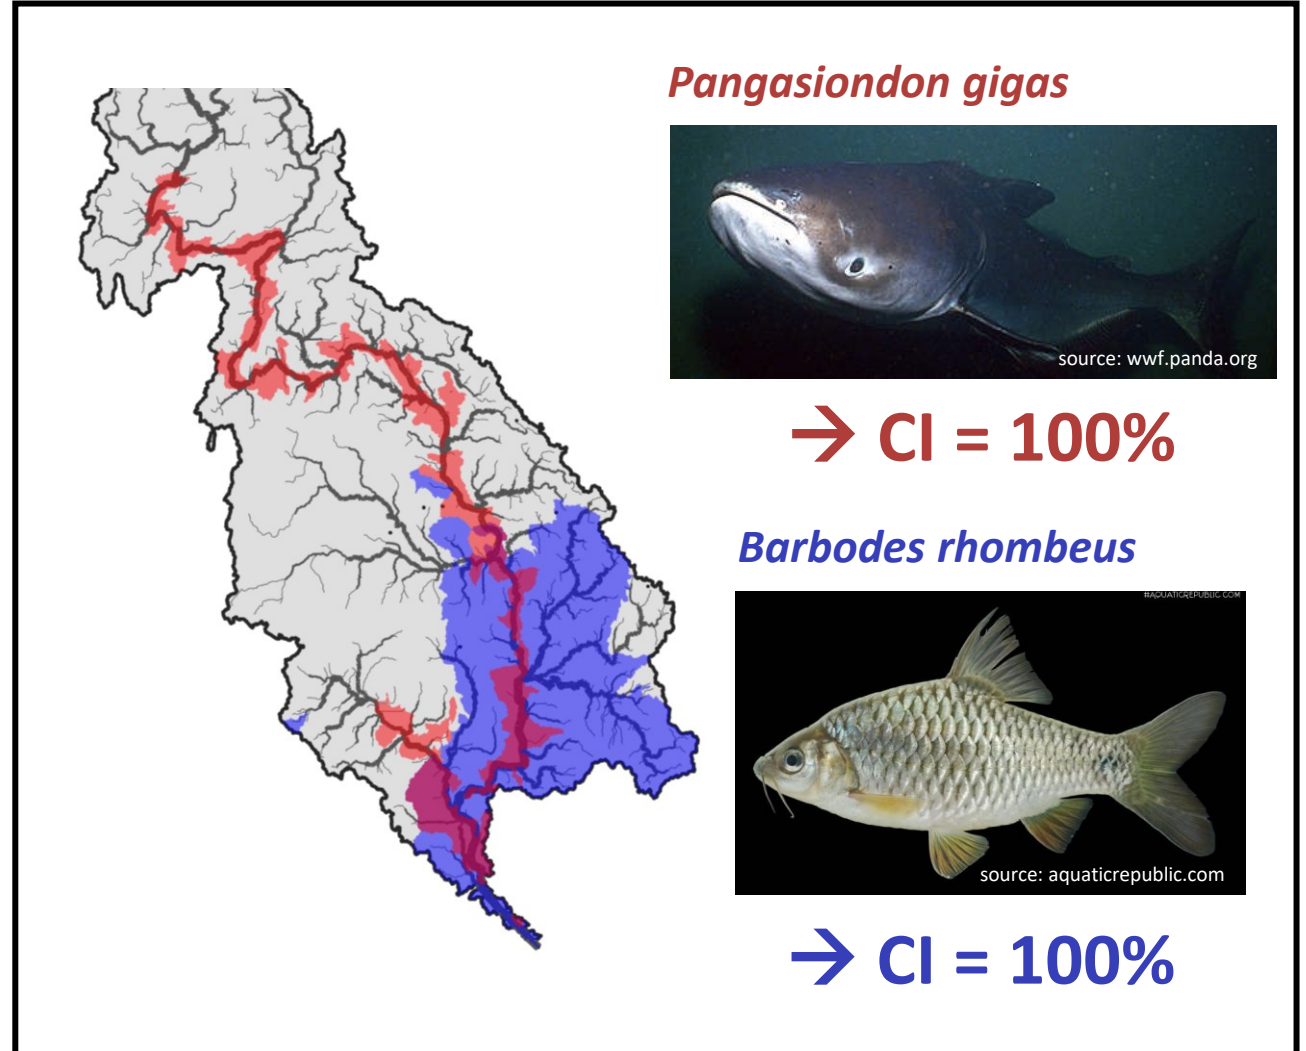 Pangasiondon gigas
source: wwf.panda.org
→ CI = 100%
Barbodes rhombeus
#AQUATICREPUBLIC.COM
source: aquaticrepublic.com
→ CI = 100%